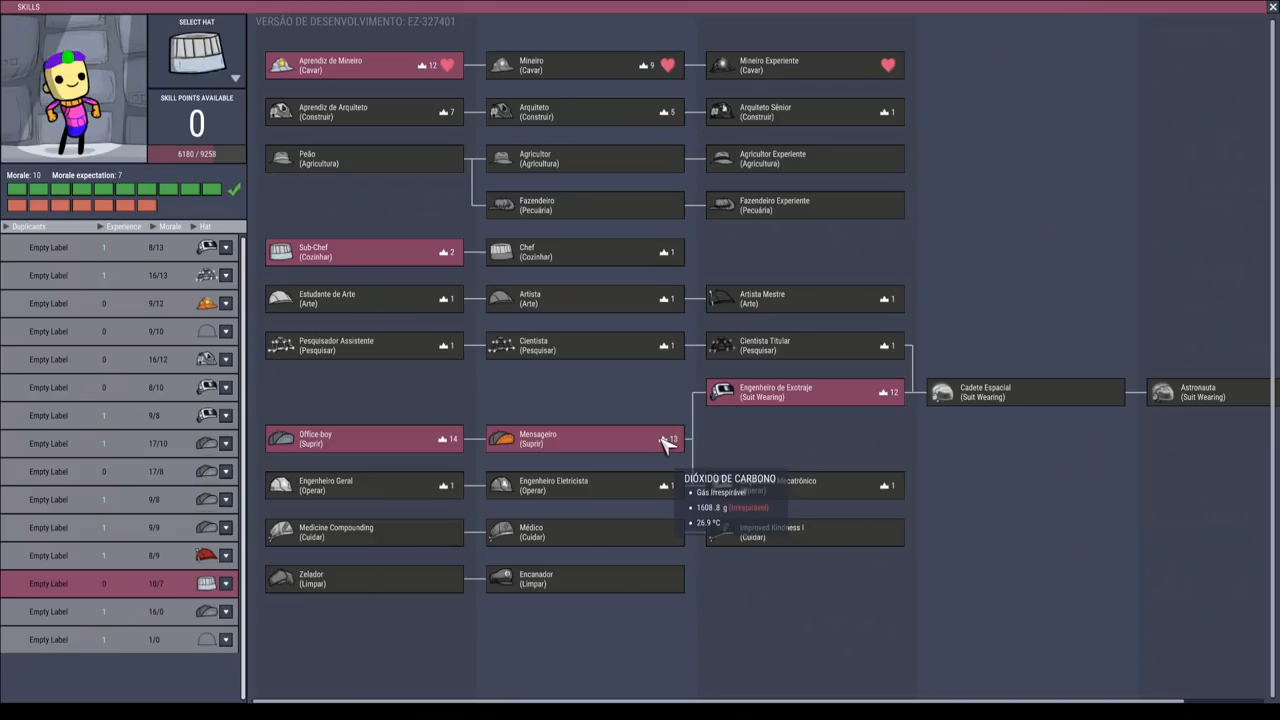 SKILLS
VERSÃO DE DESENVOLVIMENTO: EZ-327401
SELECT HAT
SKILL POINTS AVAILABLE
0
6180 / 9258
Morale: 10 Morale expectation: 7
Duplicants Experience Morale Hat
Empty Label 1 8/13
Empty Label 1 16/13
Empty Label 0 9/12
Empty Label 0 9/10
Empty Label 0 16/12
Empty Label 0 8/10
Empty Label 1 9/8
Empty Label 1 17/10
Empty Label 0 17/8
Empty Label 1 9/8
Empty Label 1 9/9
Empty Label 1 8/9
Empty Label 0 10/7
Empty Label 1 16/0
Empty Label 1 1/0
Aprendiz de Mineiro
(Cavar)
12
Mineiro
(Cavar)
9
Mineiro Experiente
(Cavar)
Aprendiz de Arquiteto
(Construir)
7
Arquiteto
(Construir)
5
Arquiteto Sênior
(Construir)
1
Peão
(Agricultura)
Agricultor
(Agricultura)
Agricultor Experiente
(Agricultura)
Fazendeiro
(Pecuária)
Fazendeiro Experiente
(Pecuária)
Sub-Chef
(Cozinhar)
2
Chef
(Cozinhar)
1
Estudante de Arte
(Arte)
1
Artista
(Arte)
1
Artista Mestre
(Arte)
1
Pesquisador Assistente
(Pesquisar)
1
Cientista
(Pesquisar)
1
Cientista Titular
(Pesquisar)
1
Engenheiro de Exotraje
(Suit Wearing)
12
Cadete Espacial
(Suit Wearing)
Astronauta
(Suit Wearing)
Office-boy
(Suprir)
14
Mensageiro
(Suprir)
13
Engenheiro Geral
(Operar)
1
Engenheiro Eletricista
(Operar)
1
Mecatrônico
1
DIÓXIDO DE CARBONO
• Gás Irrespirável
• 1608.8 g (Irrespirável)
• 26.9 ºC
Medicine Compounding
(Cuidar)
Médico
(Cuidar)
Improved Kindness I
(Cuidar)
Zelador
(Limpar)
Encanador
(Limpar)